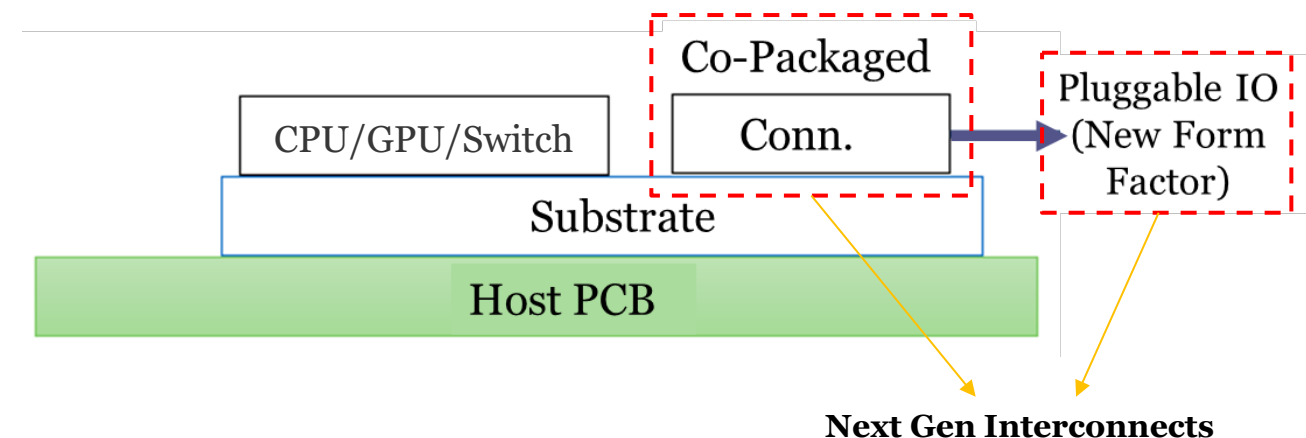 Co-Packaged
Pluggable IO
(New Form
Factor)
CPU/GPU/Switch
Conn.
Substrate
Host PCB
Next Gen Interconnects